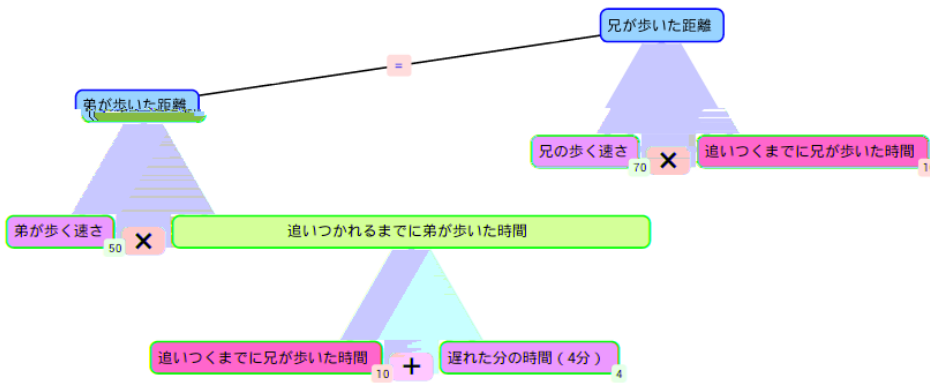 兄が歩いた距離
=
弟が歩いた距離
兄の歩く速さ
70
×
追いつくまでに兄が歩いた時間
弟が歩く速さ
50
×
追いつかれるまでに弟が歩いた時間
追いつくまでに兄が歩いた時間
10
+
遅れた分の時間(4分)
4